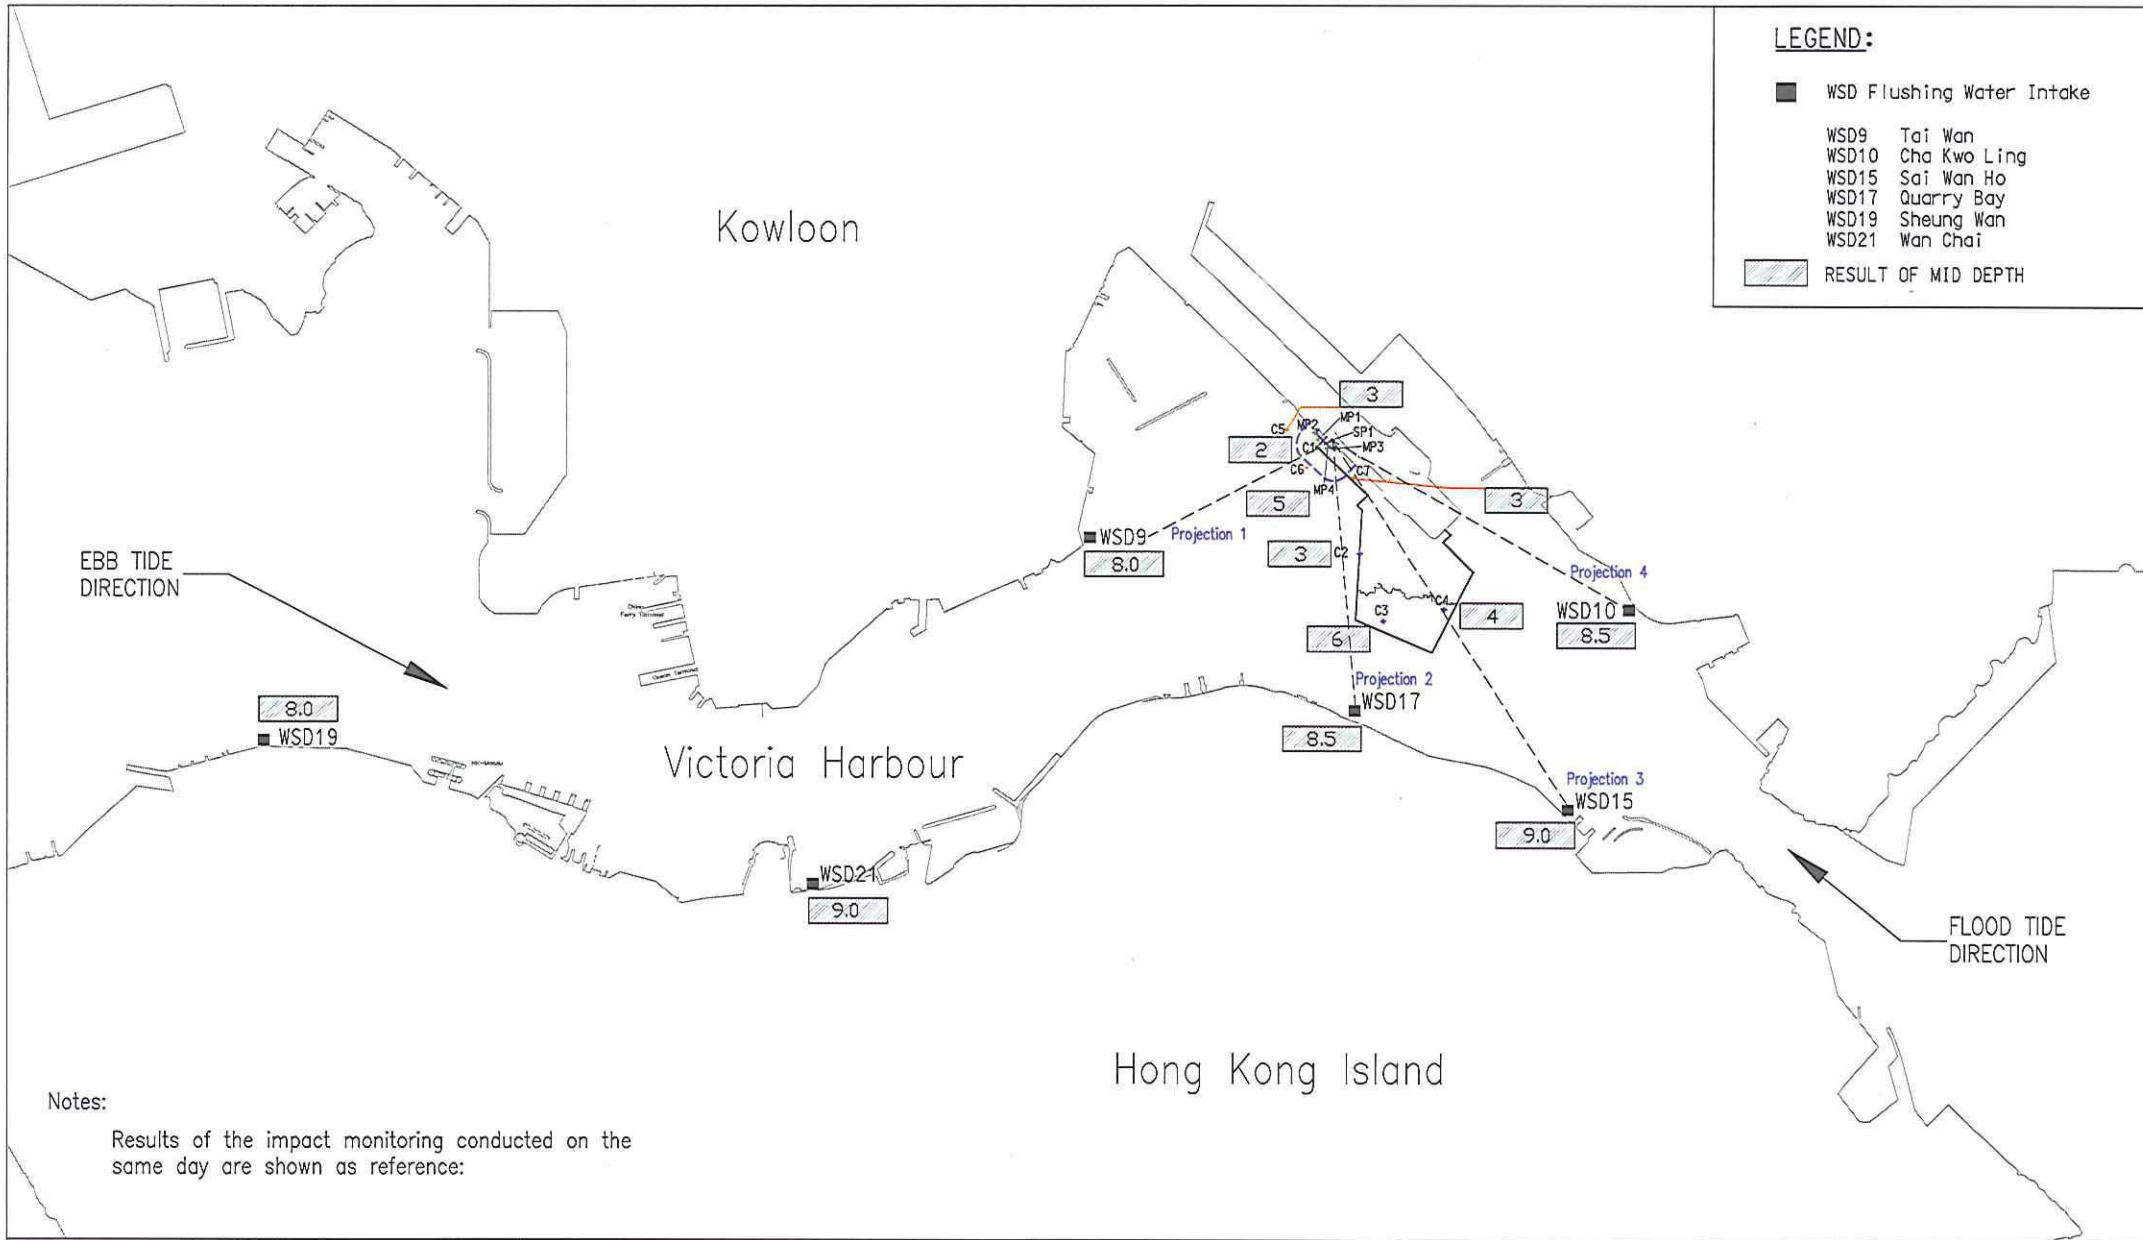 LEGEND:
WSD Flushing Water Intake
WSD9 Tai Wan
WSD10 Cha Kwo Ling
WSD15 Sai Wan Ho
WSD17 Quarry Bay
WSD19 Sheung Wan
WSD21 Wan Chai
RESULT OF MID DEPTH
Kowloon
3
MP1
MP2
C5
SP1
2
C1
MP3
C6
C7
MP4
5
3
WSD9
Projection 1
8.0
3
C2
EBB TIDE
DIRECTION
Projection 4
WSD10
8.5
C4
C3
4
6
Ferry Terminal
Ocean Terminal
Projection 2
WSD17
8.5
8.0
WSD19
Victoria Harbour
Projection 3
WSD15
9.0
WSD21
9.0
FLOOD TIDE
DIRECTION
Hong Kong Island
Notes:
Results of the impact monitoring conducted on the
same day are shown as reference: